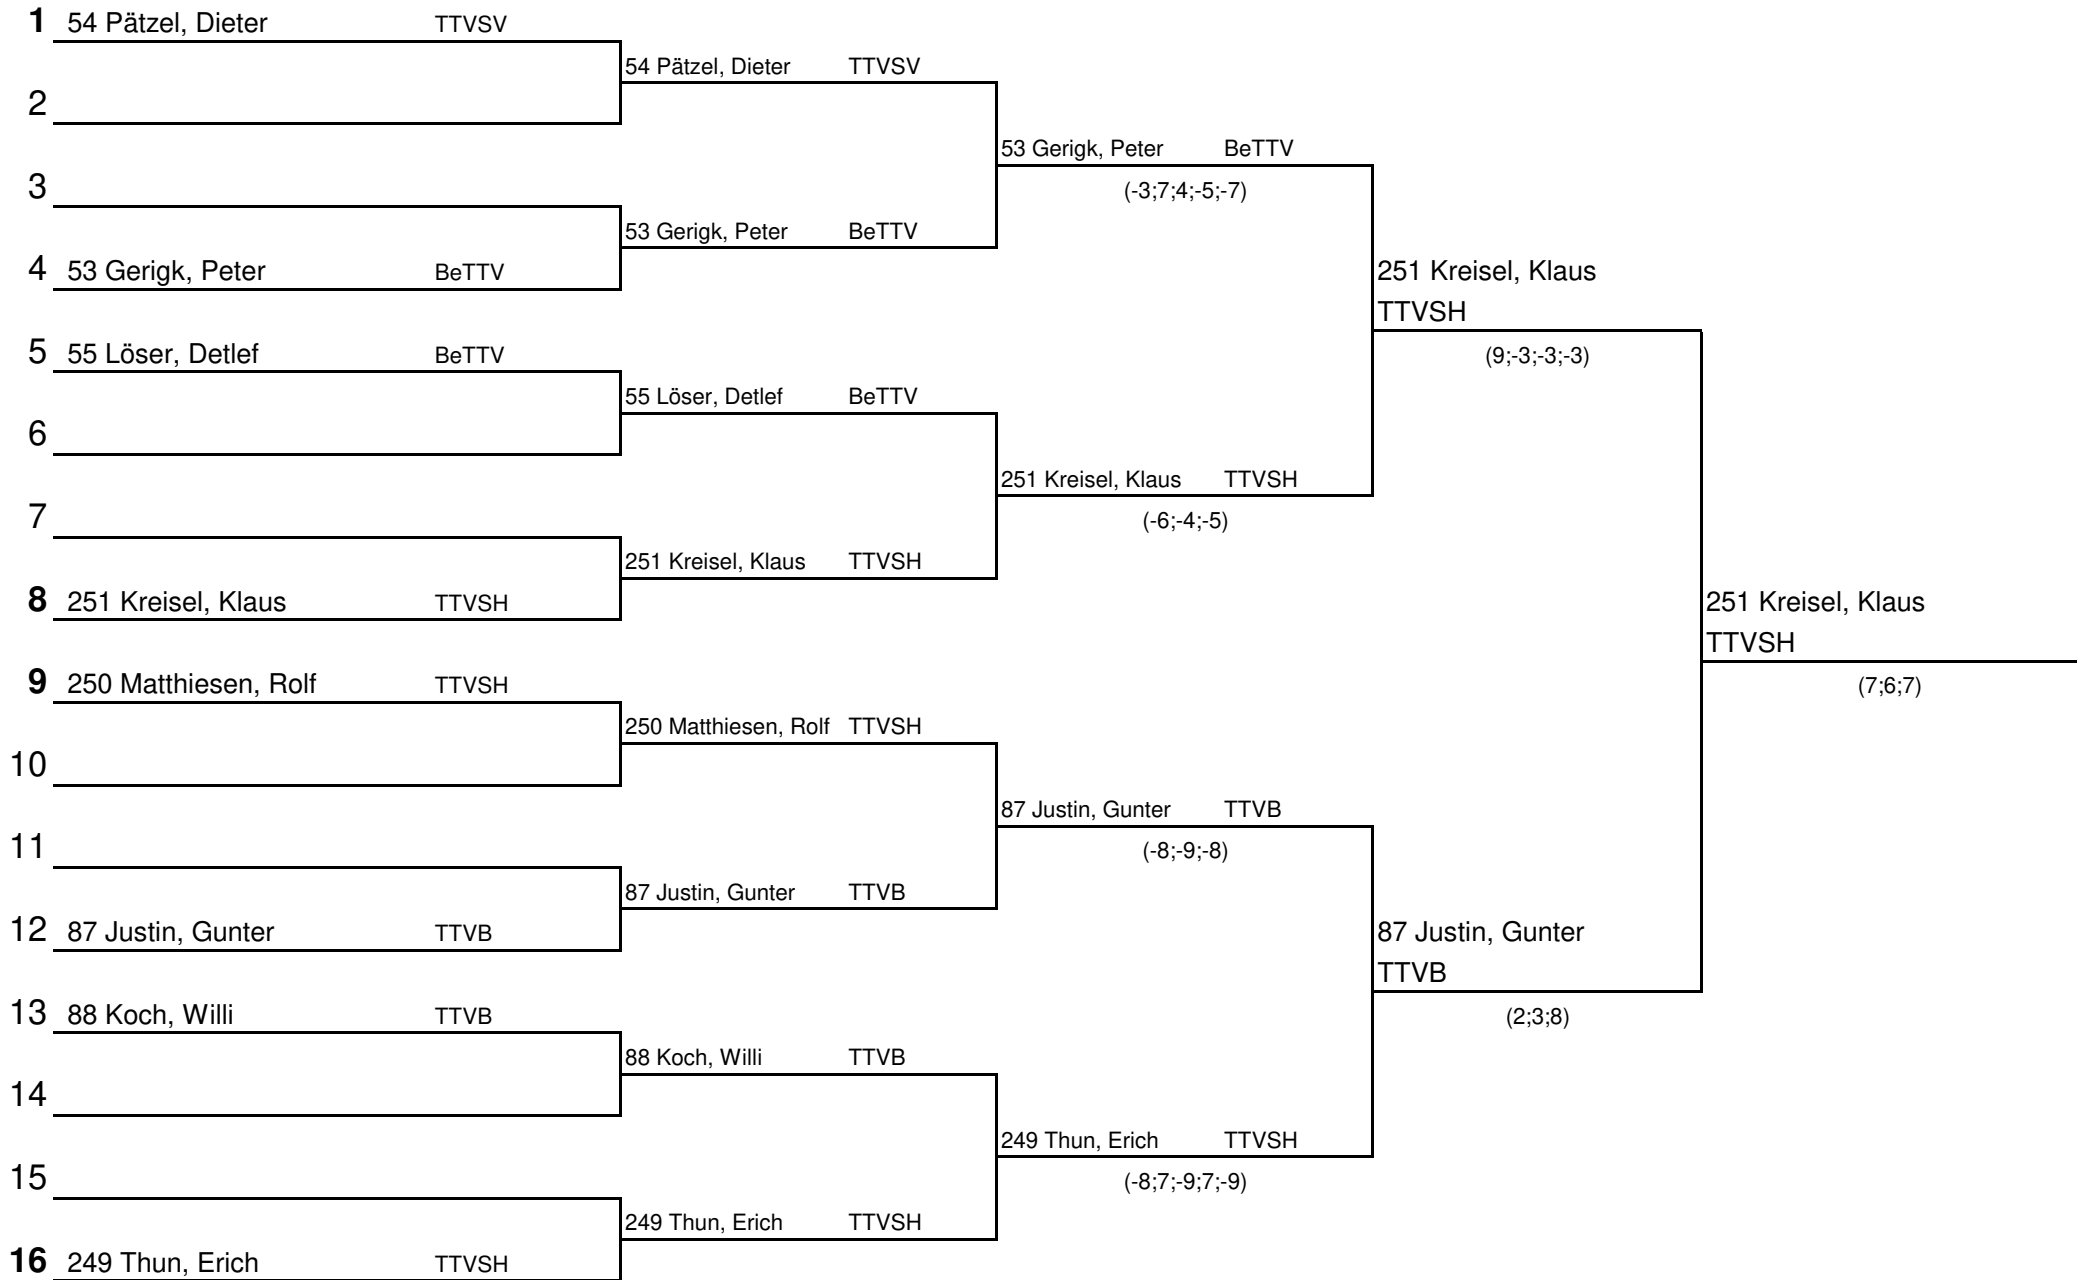 1 54 Pätzel, Dieter TTVSV
54 Pätzel, Dieter TTVSV
2
53 Gerigk, Peter BeTTV
3
(-3;7;4;-5;-7)
53 Gerigk, Peter BeTTV
4 53 Gerigk, Peter BeTTV
251 Kreisel, Klaus
TTVSH
5 55 Löser, Detlef BeTTV
(9;-3;-3;-3)
55 Löser, Detlef BeTTV
6
251 Kreisel, Klaus TTVSH
7
(-6;-4;-5)
251 Kreisel, Klaus TTVSH
8 251 Kreisel, Klaus TTVSH
251 Kreisel, Klaus
TTVSH
9 250 Matthiesen, Rolf TTVSH
(7;6;7)
250 Matthiesen, Rolf TTVSH
10
87 Justin, Gunter TTVB
11
(-8;-9;-8)
87 Justin, Gunter TTVB
12 87 Justin, Gunter TTVB
87 Justin, Gunter
TTVB
13 88 Koch, Willi TTVB
(2;3;8)
88 Koch, Willi TTVB
14
249 Thun, Erich TTVSH
15
(-8;7;-9;7;-9)
249 Thun, Erich TTVSH
16 249 Thun, Erich TTVSH